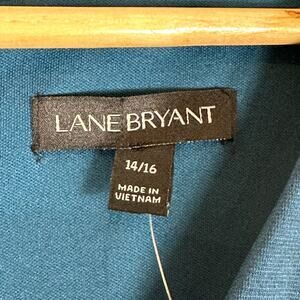 LANE BRYANT
14/16
MADE IN
VIETNAM